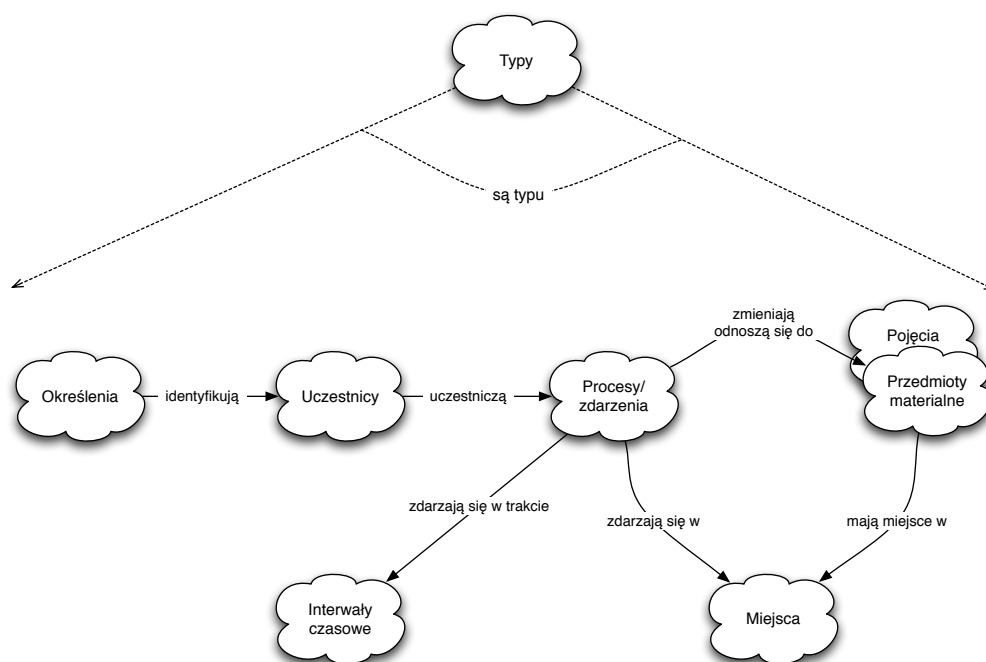 Typy
są typu
zmieniają
odnoszą się do
Pojęcia
Określenia
identyfikują
Uczestnicy
uczestniczą
Procesy/
zdarzenia
Przedmioty
materialne
zdarzają się w trakcie
zdarzają się w
mają miejsce w
Interwały
czasowe
Miejsca